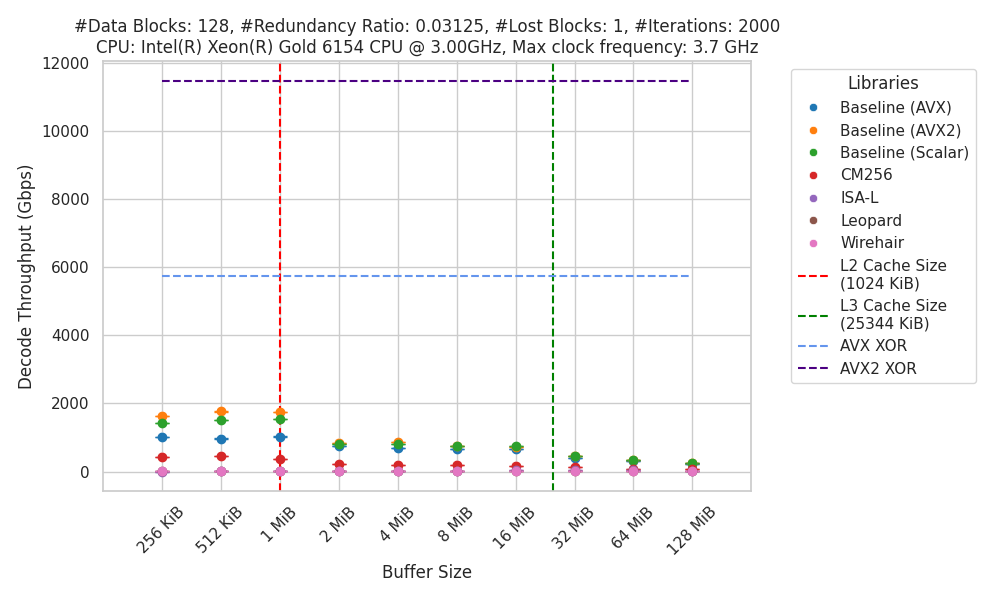 #Data Blocks: 128, #Redundancy Ratio: 0.03125, #Lost Blocks: 1, #Iterations: 2000
CPU: Intel(R) Xeon(R) Gold 6154 CPU @ 3.00GHz, Max clock frequency: 3.7 GHz
12000
10000
8000
6000
4000
2000
0
Decode Throughput (Gbps)
256 KiB
512 KiB
1 MiB
2 MiB
4 MiB
8 MiB
16 MiB
32 MiB
64 MiB
128 MiB
Buffer Size
Libraries
Baseline (AVX)
Baseline (AVX2)
Baseline (Scalar)
CM256
ISA-L
Leopard
Wirehair
L2 Cache Size
(1024 KiB)
L3 Cache Size
(25344 KiB)
AVX XOR
AVX2 XOR